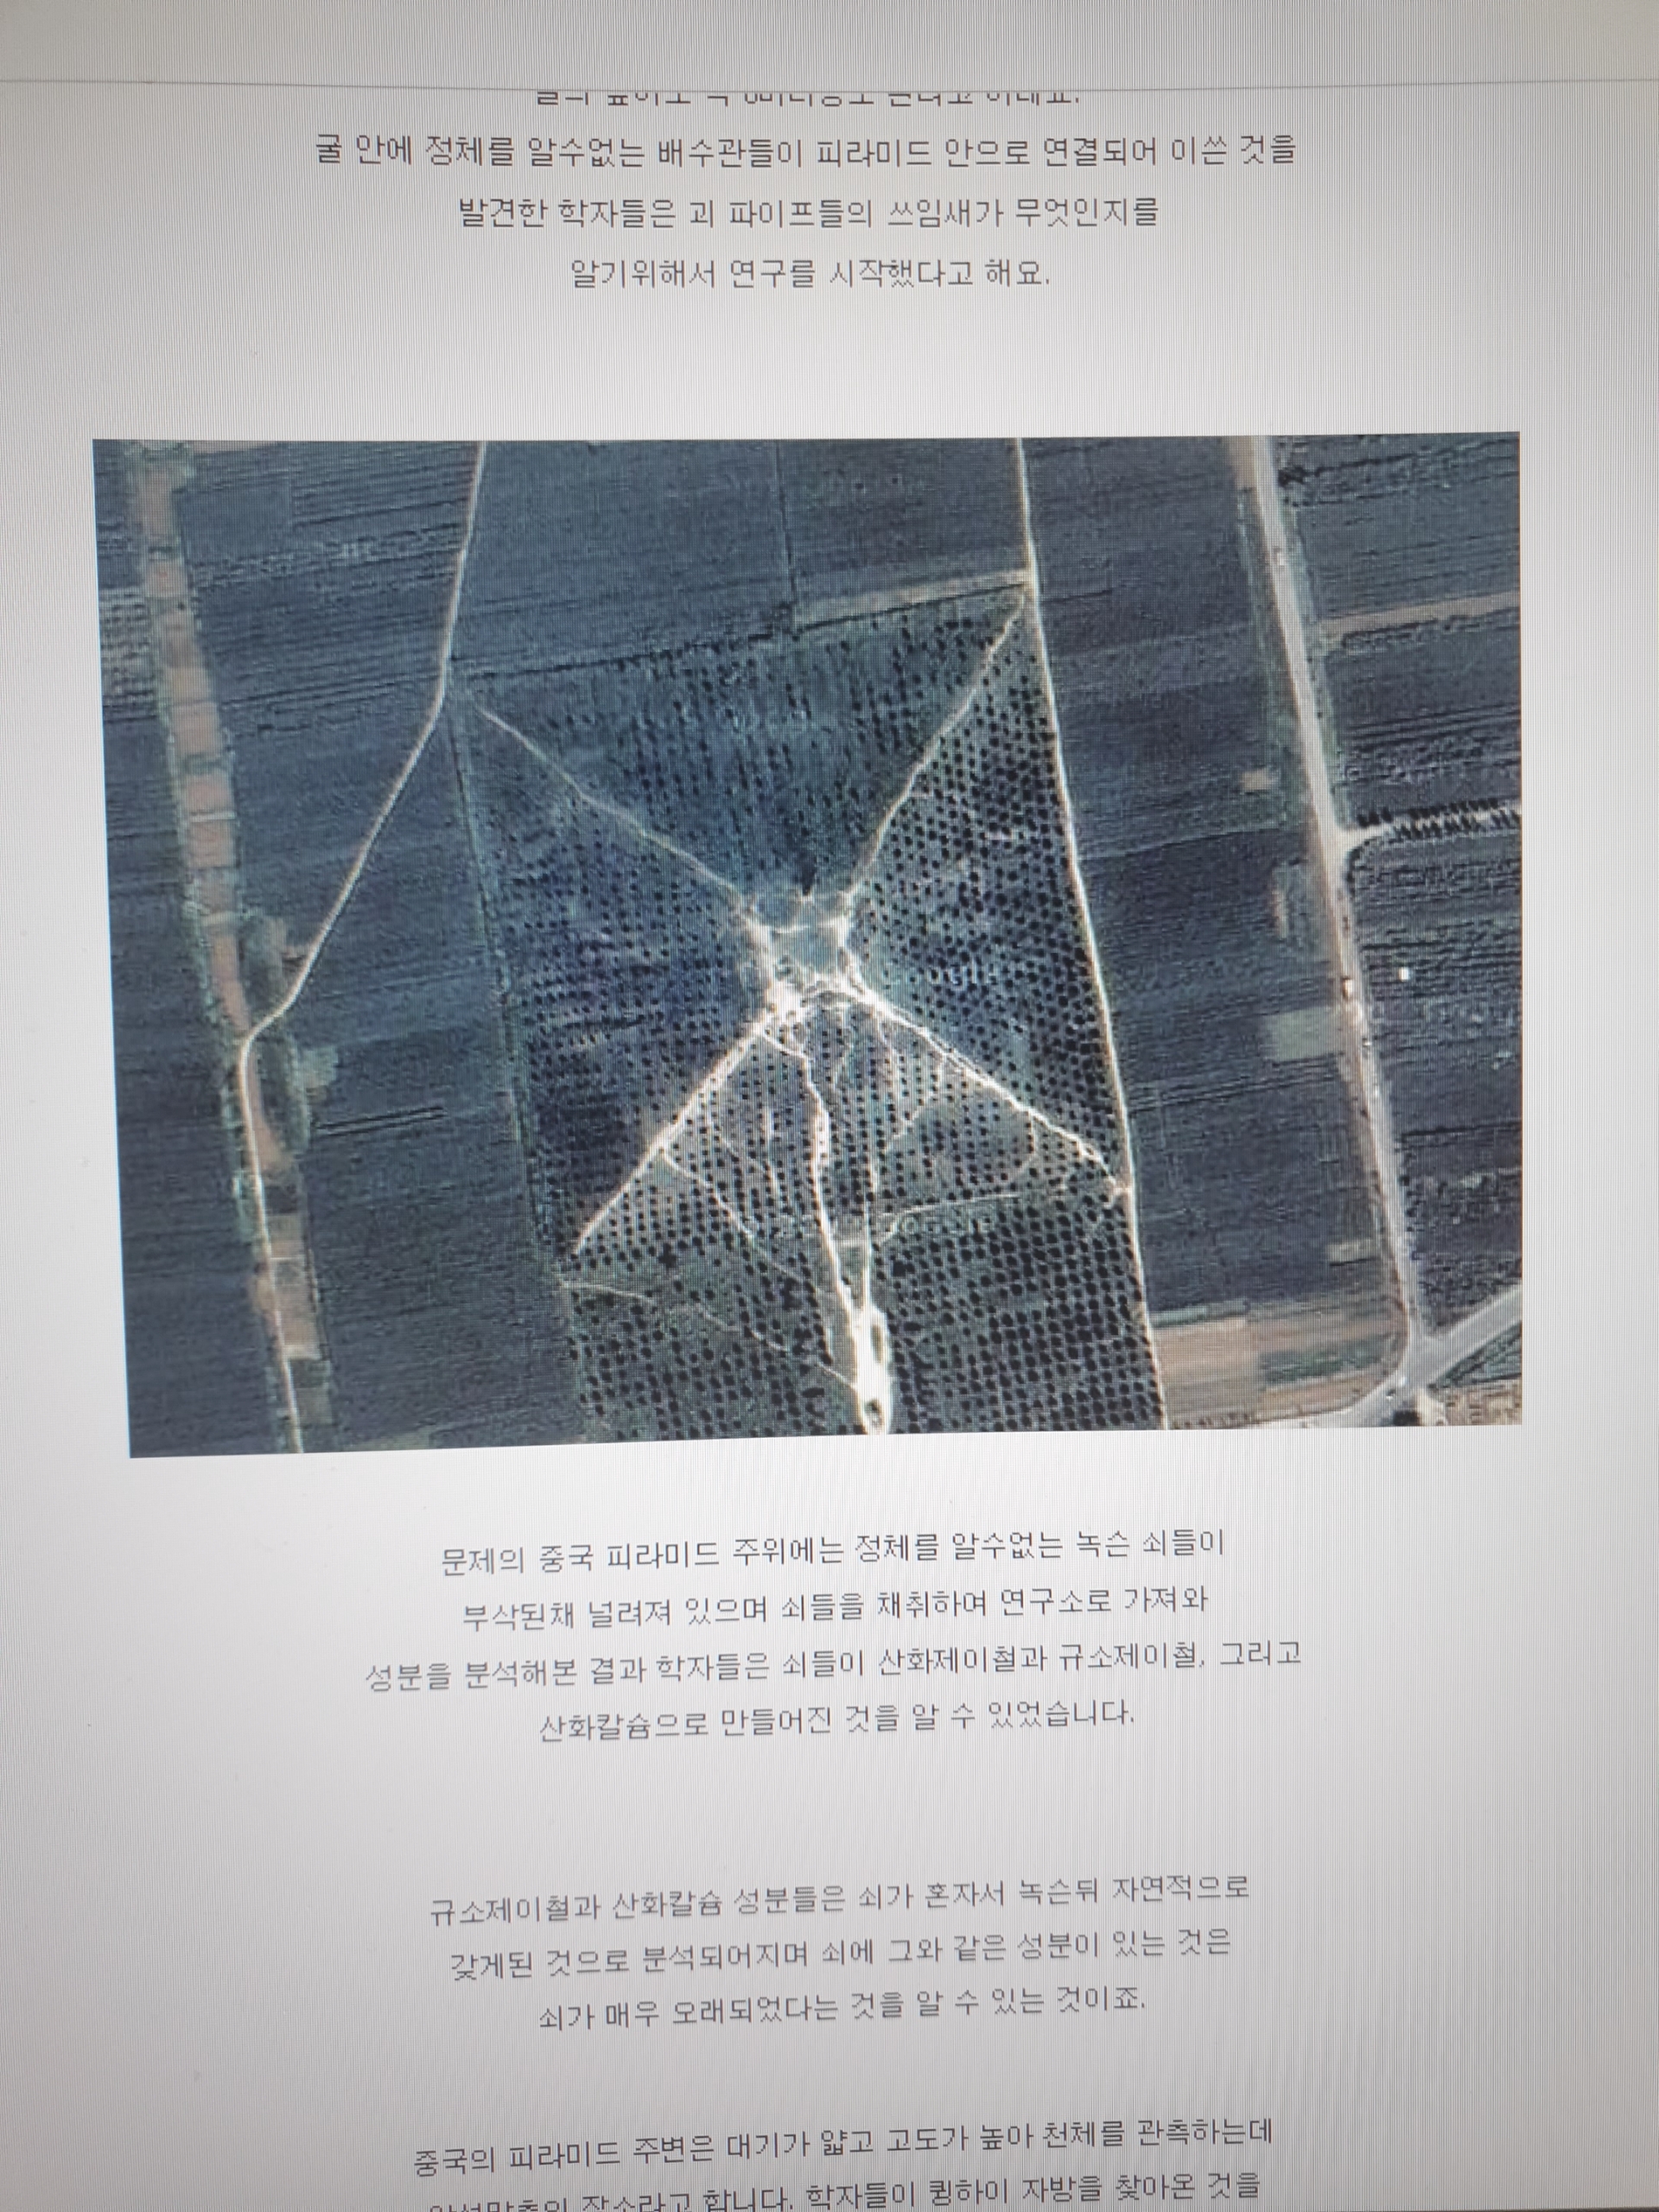 굴 안에 정체를 알수없는 배수관들이 피라미드 안으로 연결되어 이쓴 것을
발견한 학자들은 괴 파이프들의 쓰임새가 무엇인지를
알기위해서 연구를 시작했다고 해요.
문제의 중국 피라미드 주위에는 정체를 알수없는 녹슨 쇠들이
부삭된채 널려져 있으며 쇠들을 채취하여 연구소로 가져와
성분을 분석해본 결과 학자들은 쇠들이 산화제이철과 규소제이철, 그리고
산화칼슘으로 만들어진 것을 알 수 있었습니다.
규소제이철과 산화칼슘 성분들은 쇠가 혼자서 녹슨뒤 자연적으로
갖게된 것으로 분석되어지며 쇠에 그와 같은 성분이 있는 것은
쇠가 매우 오래되었다는 것을 알 수 있는 것이죠.
중국의 피라미드 주변은 대기가 얇고 고도가 높아 천체를 관측하는데
장소라고 합니다. 학자들이 큉하이 자방을 찾아온 것을